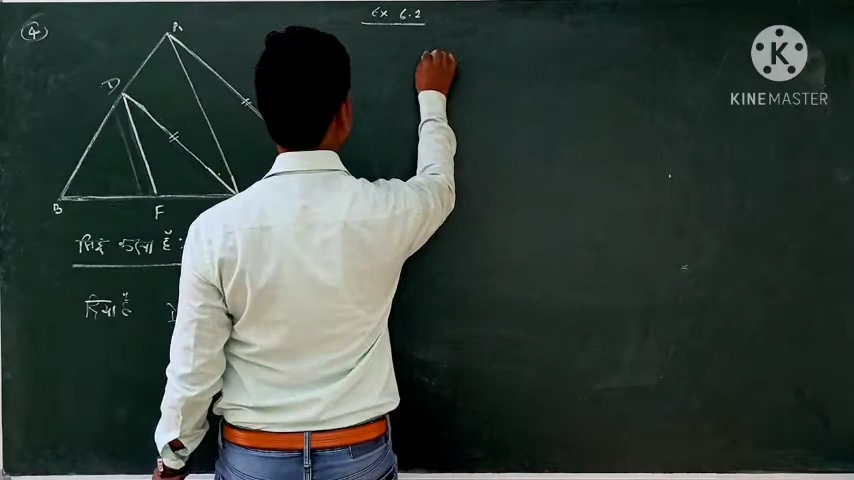 Ex 6.2
(4)
A
D
B
F
सिद्ध करना है :
दिया है
KINEMASTER